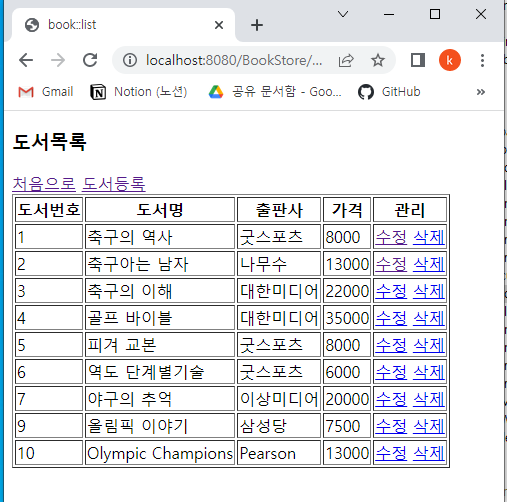 book::list
localhost:8080/BookStore/...
k
Gmail Notion (노션) 공유 문서함 - Goo... GitHub »
도서목록
처음으로 도서등록
도서번호 도서명 출판사 가격 관리
1 축구의 역사 굿스포츠 8000 수정 삭제
2 축구아는 남자 나무수 13000 수정 삭제
3 축구의 이해 대한미디어 22000 수정 삭제
4 골프 바이블 대한미디어 35000 수정 삭제
5 피겨 교본 굿스포츠 8000 수정 삭제
6 역도 단계별기술 굿스포츠 6000 수정 삭제
7 야구의 추억 이상미디어 20000 수정 삭제
9 올림픽 이야기 삼성당 7500 수정 삭제
10 Olympic Champions Pearson 13000 수정 삭제